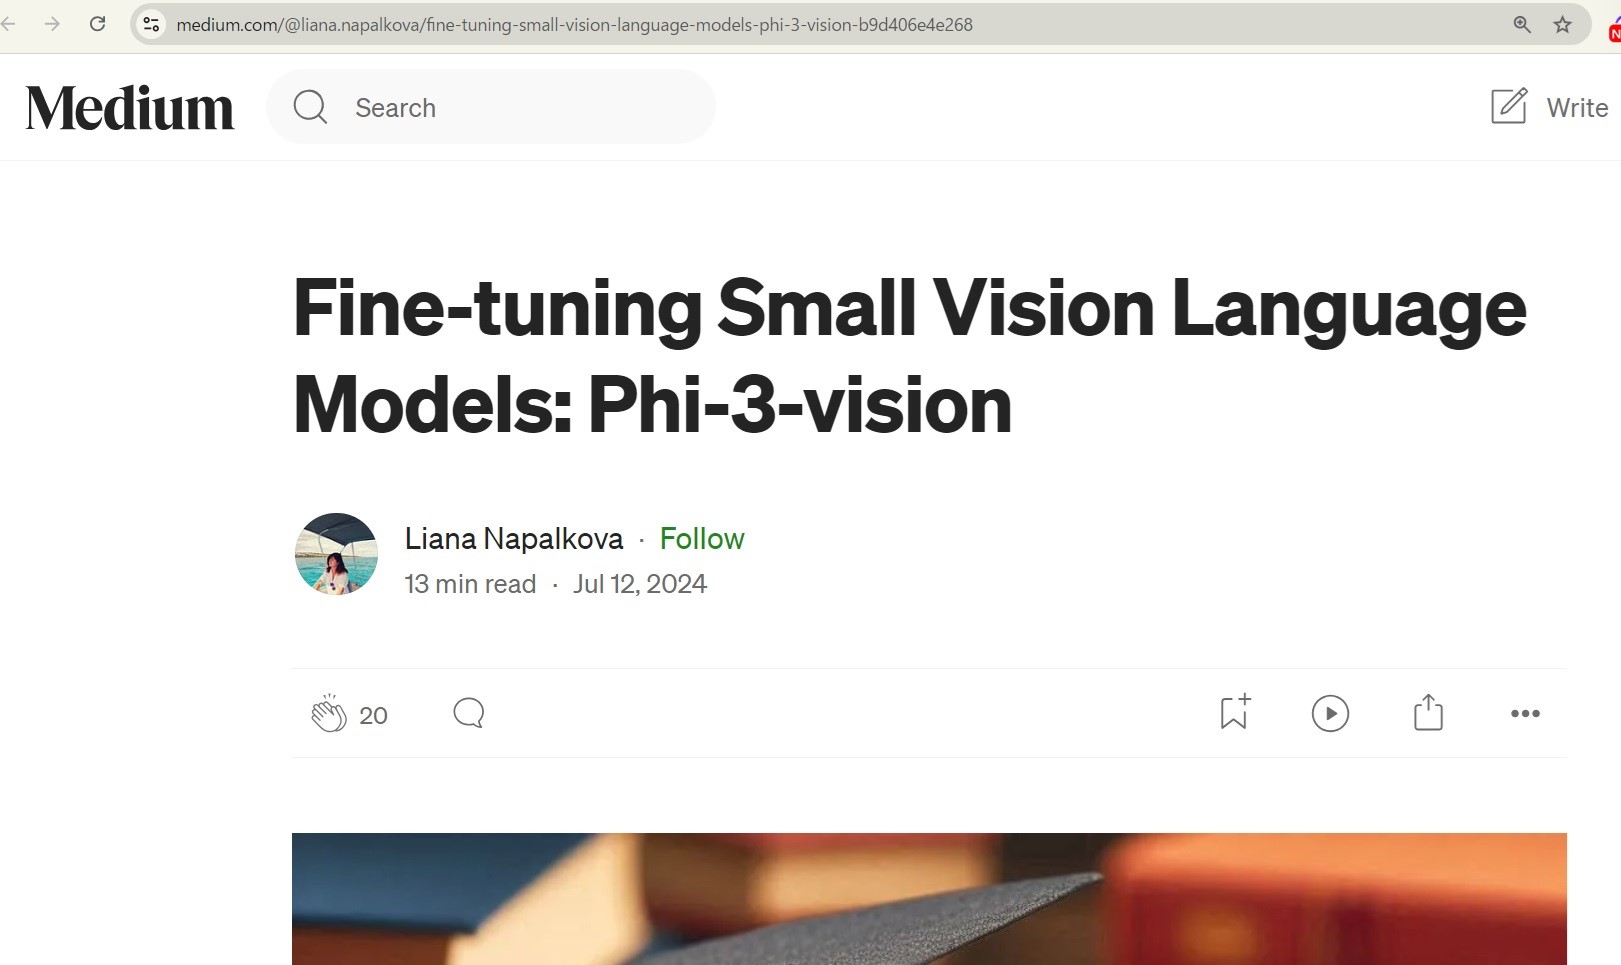 medium.com/@liana.napalkova/fine-tuning-small-vision-language-models-phi-3-vision-b9d406e4e268
N
Medium
Search
Write
Fine-tuning Small Vision Language
Models: Phi-3-vision
Liana Napalkova · Follow
13 min read · Jul 12, 2024
20